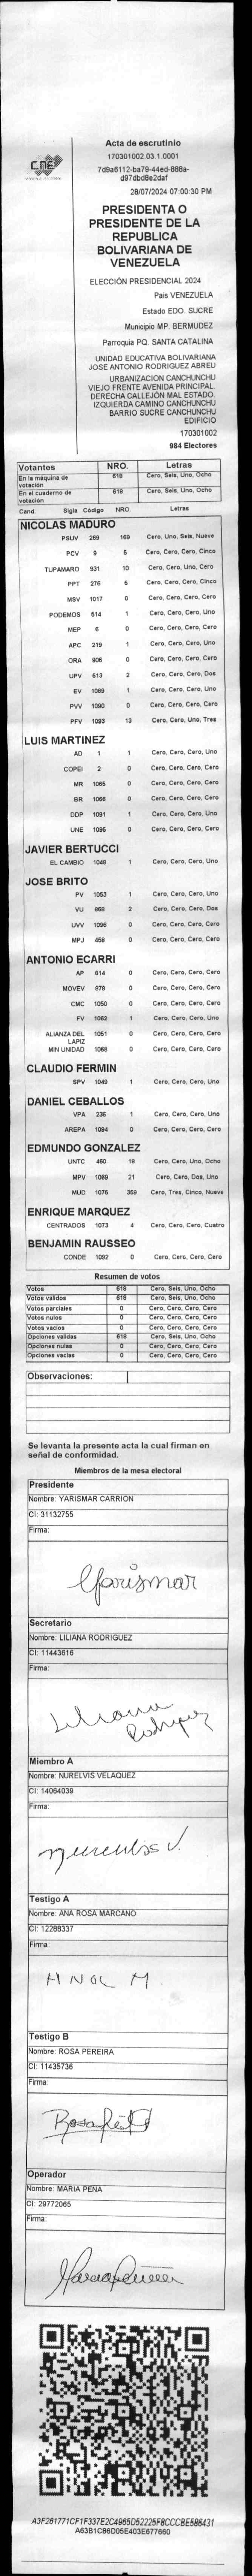 CNE
Acta de escrutinio
170301002.03.1.0001
7d9a6112-ba79-44ed-888a-
d97dbd8e2daf
28/07/2024 07:00:30 PM
PRESIDENTA O
PRESIDENTE DE LA
REPUBLICA
BOLIVARIANA DE
VENEZUELA
ELECCIÓN PRESIDENCIAL 2024
Pais VENEZUELA
Estado EDO. SUCRE
Municipio MP. BERMUDEZ
Parroquia PQ. SANTA CATALINA
UNIDAD EDUCATIVA BOLIVARIANA
JOSE ANTONIO RODRIGUEZ ABREU
URBANIZACION CANCHUNCHU
VIEJO FRENTE AVENIDA PRINCIPAL.
DERECHA CALLEJÓN MAL ESTADO.
IZQUIERDA CAMINO CANCHUNCHU
BARRIO SUCRE CANCHUNCHU
EDIFICIO
170301002
984 Electores
Votantes NRO. Letras
En la máquina de votación 618 Cero, Seis, Uno, Ocho
En el cuaderno de votación 618 Cero, Seis, Uno, Ocho
Cand. Sigla Código NRO. Letras
NICOLAS MADURO
PSUV 269 169 Cero, Uno, Seis, Nueve
PCV 9 5 Cero, Cero, Cero, Cinco
TUPAMARO 931 10 Cero, Cero, Uno, Cero
PPT 276 5 Cero, Cero, Cero, Cinco
MSV 1017 0 Cero, Cero, Cero, Cero
PODEMOS 514 1 Cero, Cero, Cero, Uno
MEP 6 0 Cero, Cero, Cero, Cero
APC 219 1 Cero, Cero, Cero, Uno
ORA 906 0 Cero, Cero, Cero, Cero
UPV 613 2 Cero, Cero, Cero, Dos
EV 1089 1 Cero, Cero, Cero, Uno
PVV 1090 0 Cero, Cero, Cero, Cero
PFV 1093 13 Cero, Cero, Uno, Tres
LUIS MARTINEZ
AD 1 1 Cero, Cero, Cero, Uno
COPEI 2 0 Cero, Cero, Cero, Cero
MR 1065 0 Cero, Cero, Cero, Cero
BR 1066 0 Cero, Cero, Cero, Cero
DDP 1091 1 Cero, Cero, Cero, Uno
UNE 1095 0 Cero, Cero, Cero, Cero
JAVIER BERTUCCI
EL CAMBIO 1048 1 Cero, Cero, Cero, Uno
JOSE BRITO
PV 1053 1 Cero, Cero, Cero, Uno
VU 868 2 Cero, Cero, Cero, Dos
UVV 1096 0 Cero, Cero, Cero, Cero
MPJ 458 0 Cero, Cero, Cero, Cero
ANTONIO ECARRI
AP 814 0 Cero, Cero, Cero, Cero
MOVEV 878 0 Cero, Cero, Cero, Cero
CMC 1050 0 Cero, Cero, Cero, Cero
FV 1062 1 Cero, Cero, Cero, Uno
ALIANZA DEL LAPIZ 1051 0 Cero, Cero, Cero, Cero
MIN UNIDAD 1068 0 Cero, Cero, Cero, Cero
CLAUDIO FERMIN
SPV 1049 1 Cero, Cero, Cero, Uno
DANIEL CEBALLOS
VPA 236 1 Cero, Cero, Cero, Uno
AREPA 1094 0 Cero, Cero, Cero, Cero
EDMUNDO GONZALEZ
UNTC 460 18 Cero, Cero, Uno, Ocho
MPV 1069 21 Cero, Cero, Dos, Uno
MUD 1075 359 Cero, Tres, Cinco, Nueve
ENRIQUE MARQUEZ
CENTRADOS 1073 4 Cero, Cero, Cero, Cuatro
BENJAMIN RAUSSEO
CONDE 1092 0 Cero, Cero, Cero, Cero
Resumen de votos
Votos 618 Cero, Seis, Uno, Ocho
Votos validos 618 Cero, Seis, Uno, Ocho
Votos parciales 0 Cero, Cero, Cero, Cero
Votos nulos 0 Cero, Cero, Cero, Cero
Votos vacios 0 Cero, Cero, Cero, Cero
Opciones validas 618 Cero, Seis, Uno, Ocho
Opciones nulas 0 Cero, Cero, Cero, Cero
Opciones vacias 0 Cero, Cero, Cero, Cero
Observaciones:
Se levanta la presente acta la cual firman en
señal de conformidad.
Miembros de la mesa electoral
Presidente
Nombre: YARISMAR CARRION
CI: 31132755
Firma:
Yarismar
Secretario
Nombre: LILIANA RODRIGUEZ
CI: 11443616
Firma:
Liliana
Rodriguez
Miembro A
Nombre: NURELVIS VELAQUEZ
CI: 14064039
Firma:
Testigo A
Nombre: ANA ROSA MARCANO
CI: 12288337
Firma:
Testigo B
Nombre: ROSA PEREIRA
CI: 11435736
Firma:
Operador
Nombre: MARIA PEÑA
CI: 29772065
Firma: